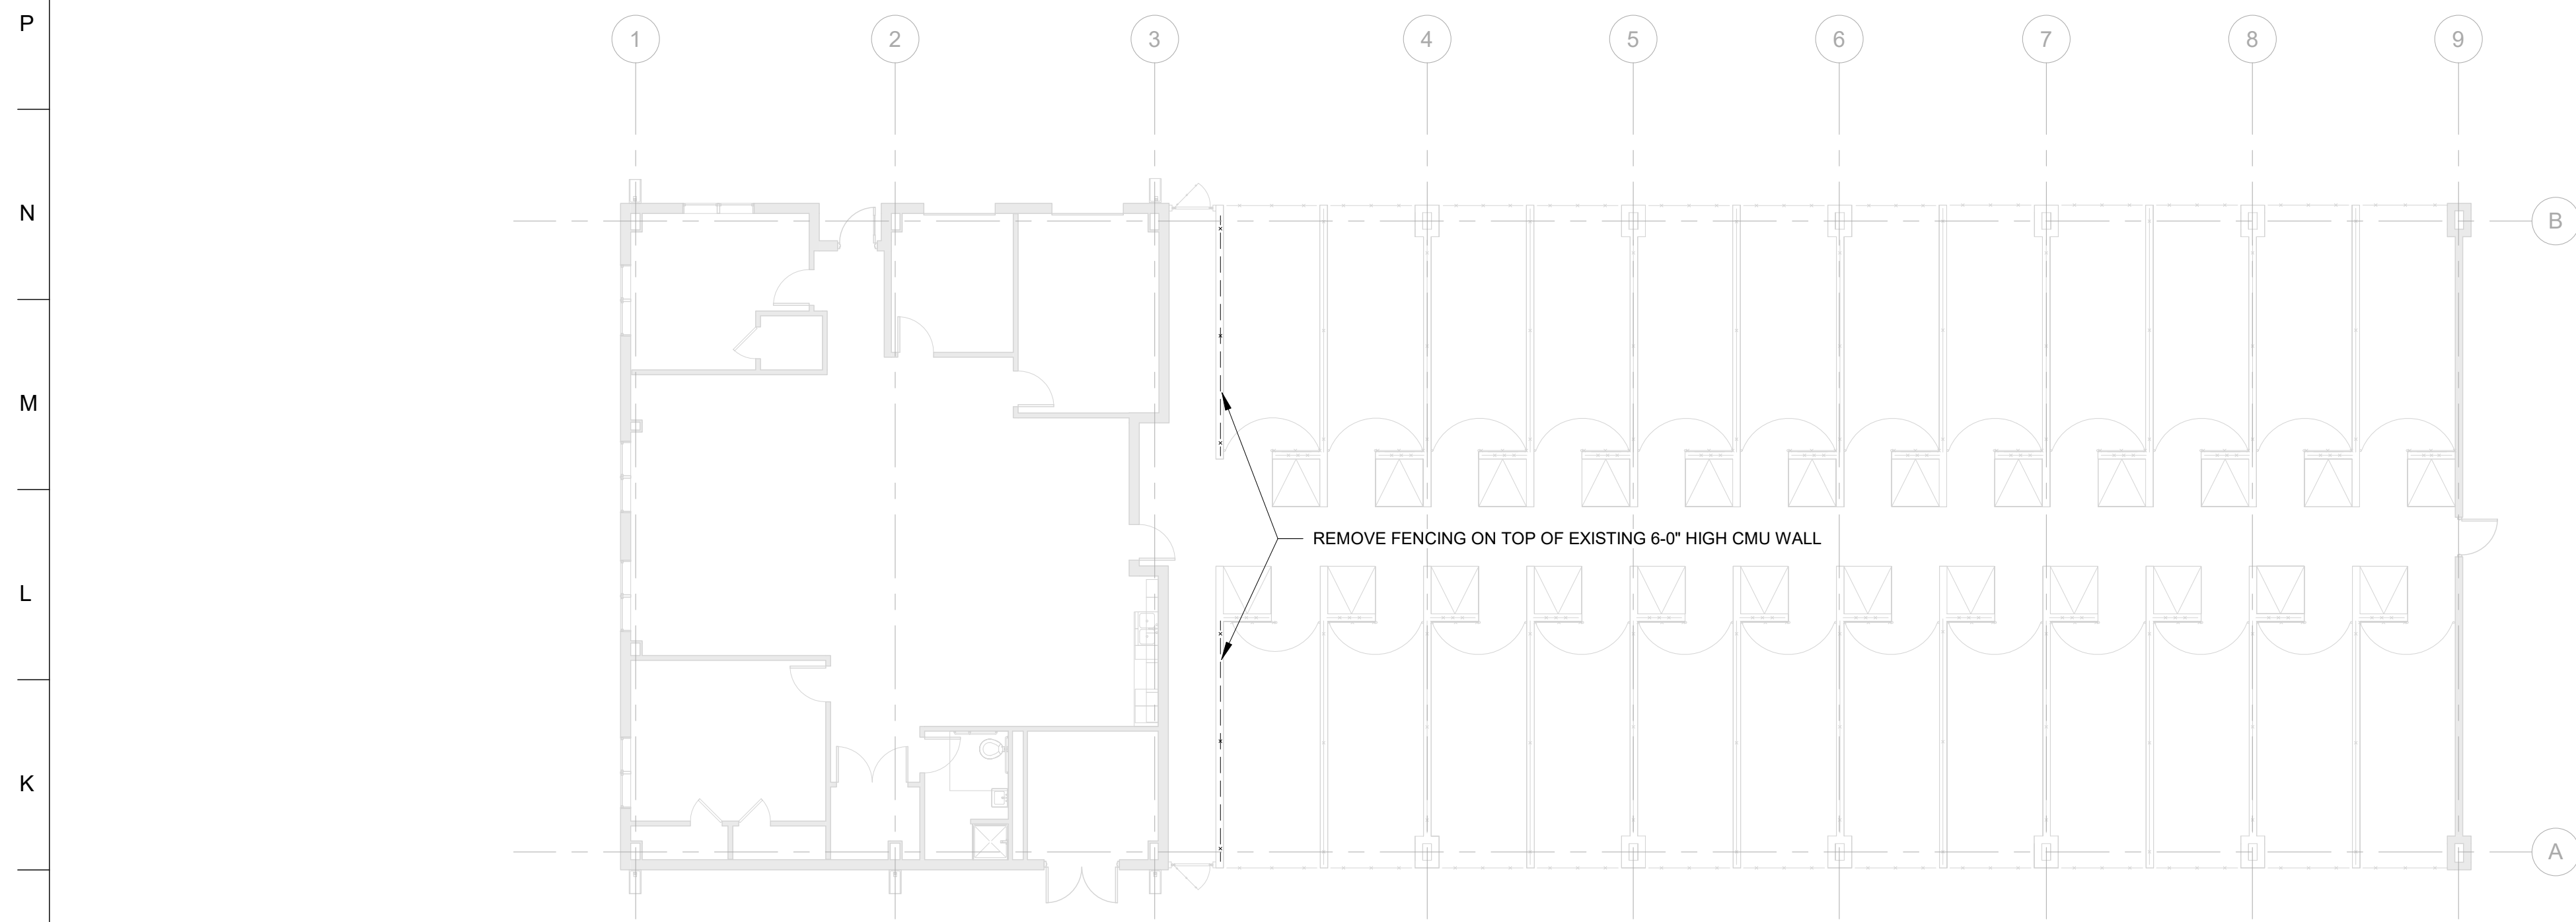 P
1 2 3 4 5 6 7 8 9
N
B
M
REMOVE FENCING ON TOP OF EXISTING 6-0" HIGH CMU WALL
L
K
A